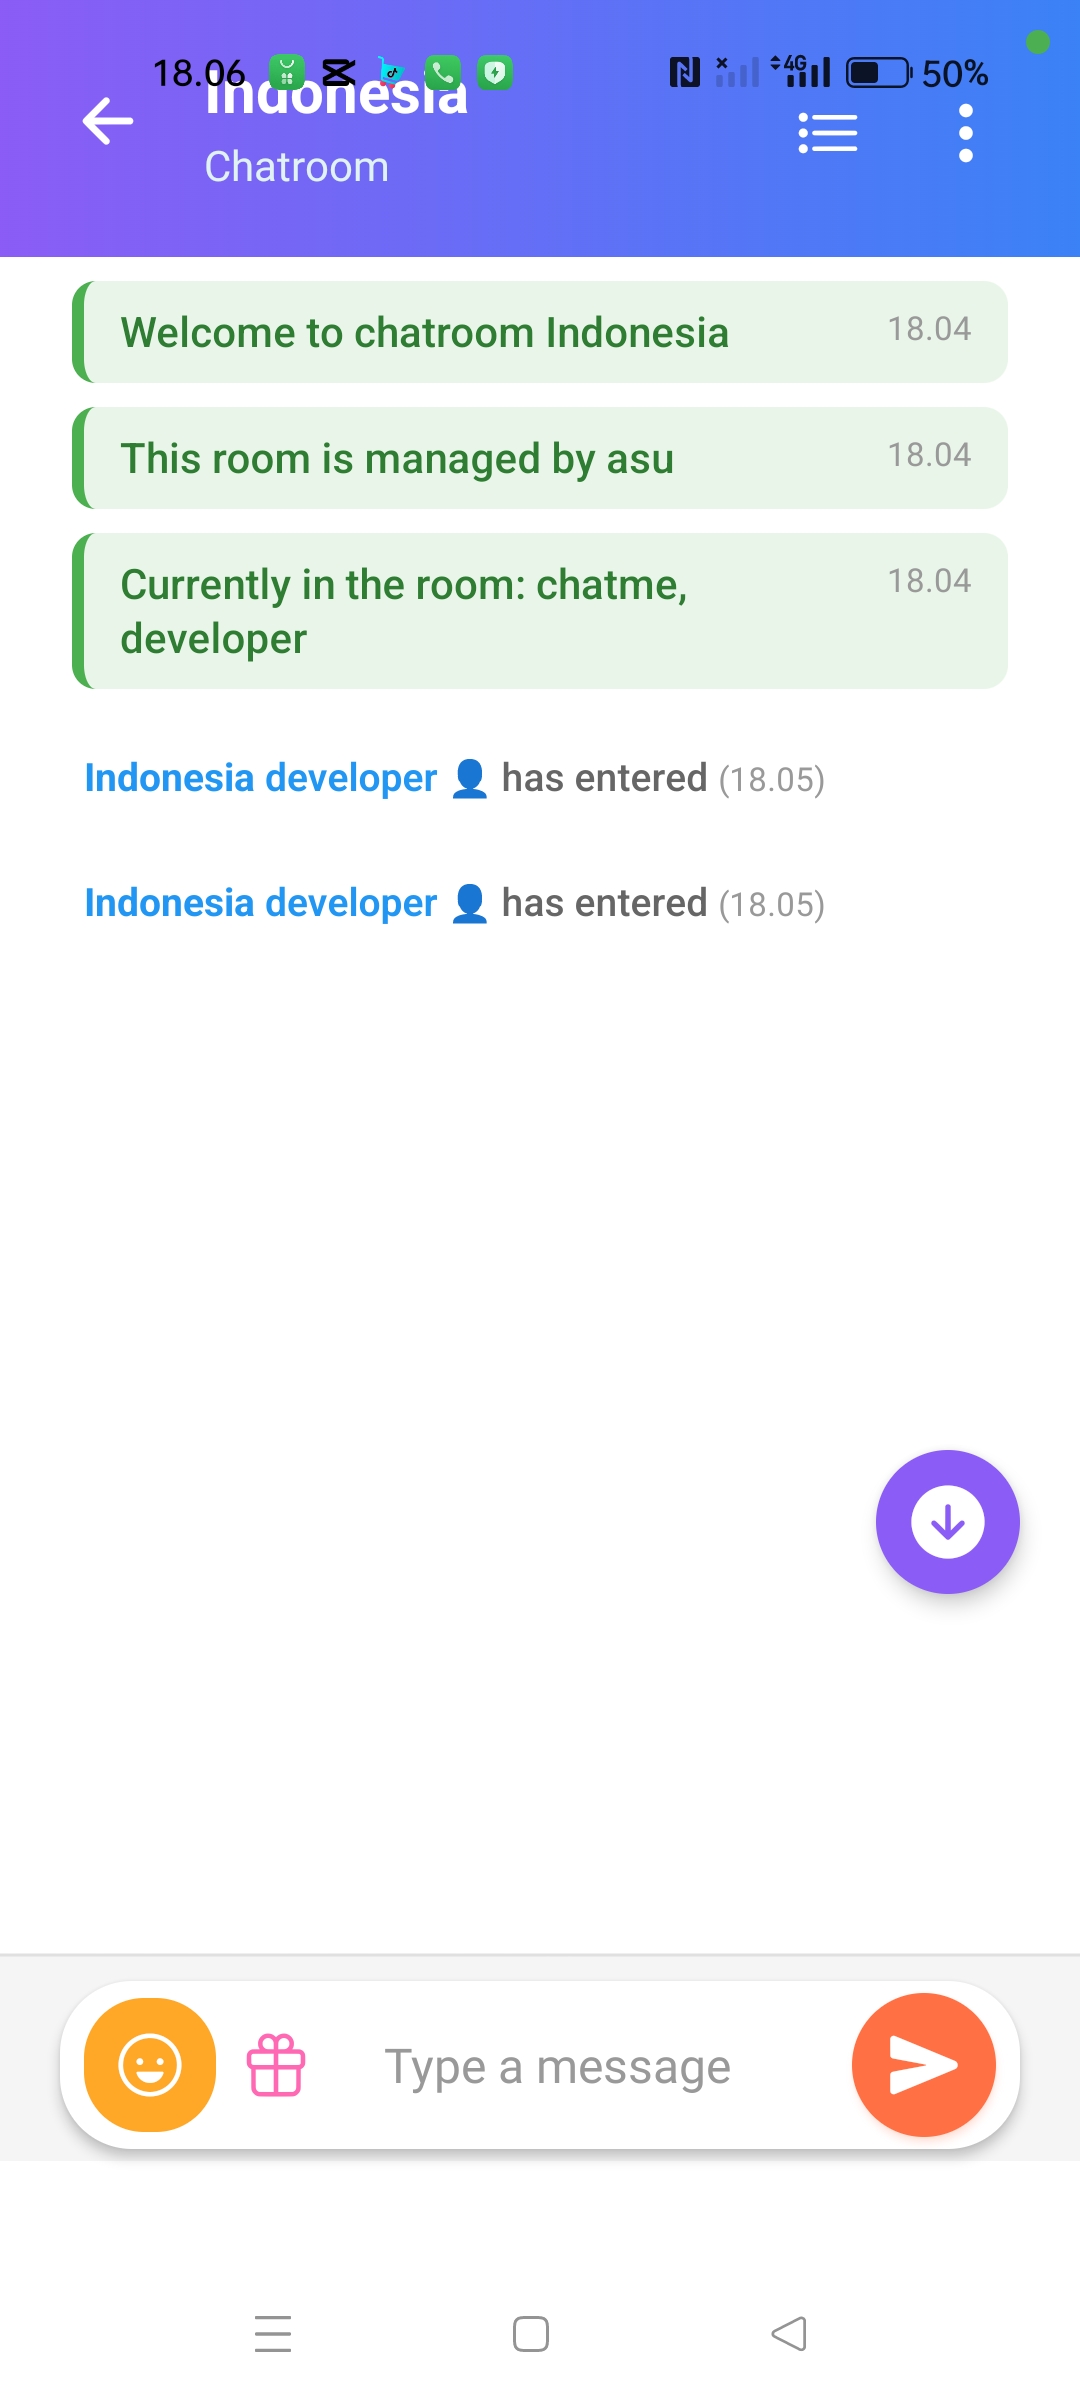 18.06 4G 50%
Indonesia
Chatroom
Welcome to chatroom Indonesia 18.04
This room is managed by asu 18.04
Currently in the room: chatme, 18.04
developer
Indonesia developer 👤 has entered (18.05)
Indonesia developer 👤 has entered (18.05)
Type a message